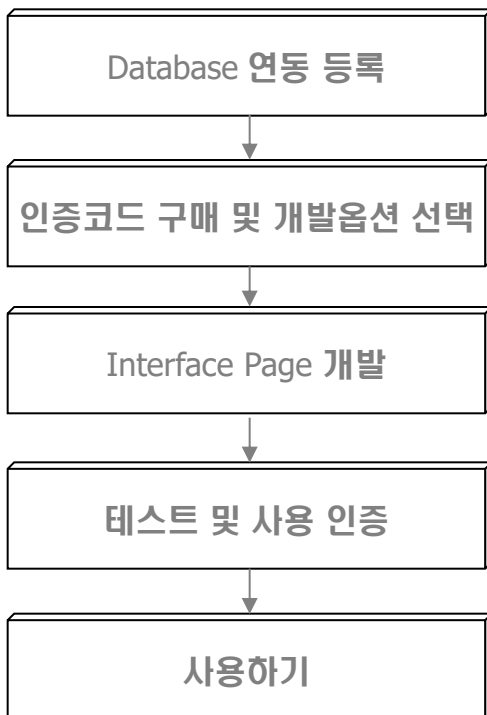 Database 연동 등록
인증코드 구매 및 개발옵션 선택
Interface Page 개발
테스트 및 사용 인증
사용하기